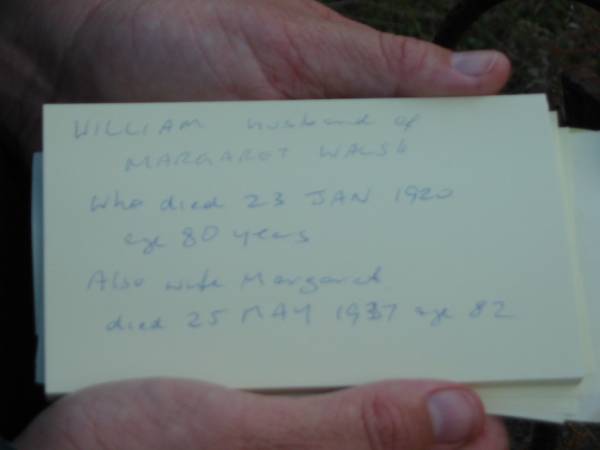 WILLIAM husband of
MARGARET WALSH
Who died 23 JAN 1920
age 80 years
Also wife Margaret
died 25 MAY 1937 age 82